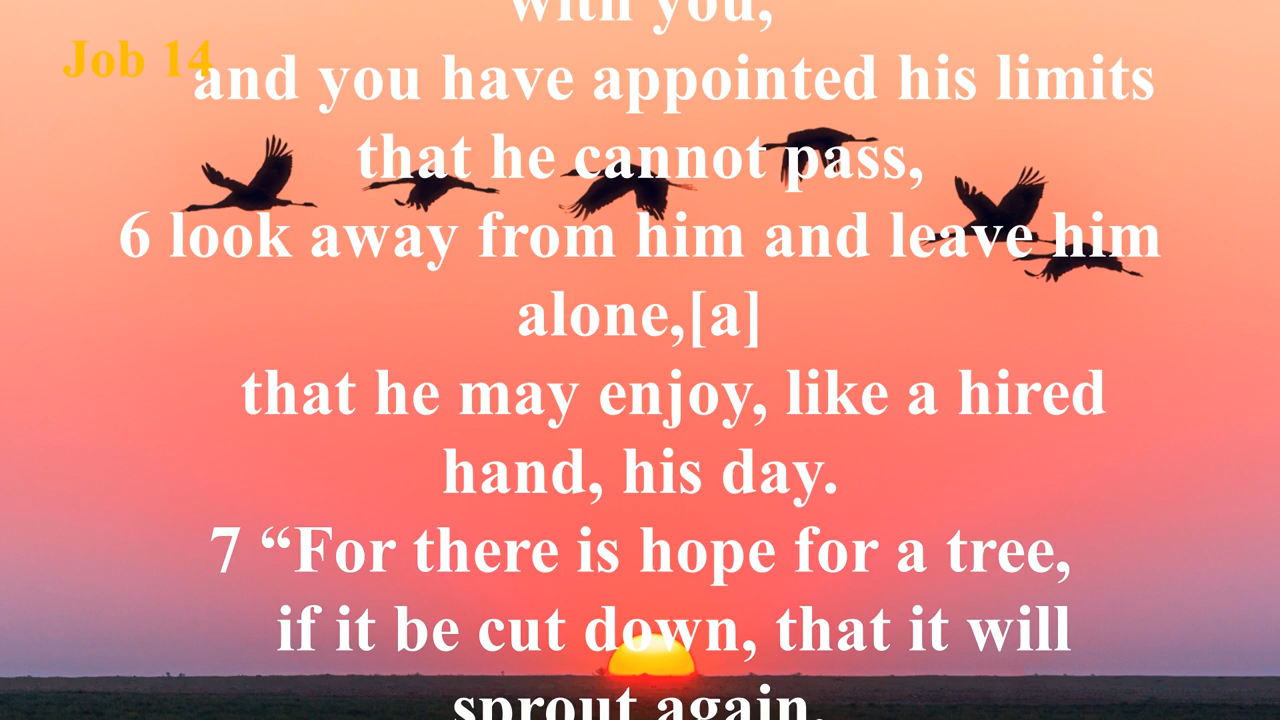 with you,
Job 14
and you have appointed his limits
that he cannot pass,
6 look away from him and leave him
alone,[a]
that he may enjoy, like a hired
hand, his day.
7 “For there is hope for a tree,
if it be cut down, that it will
sprout again,